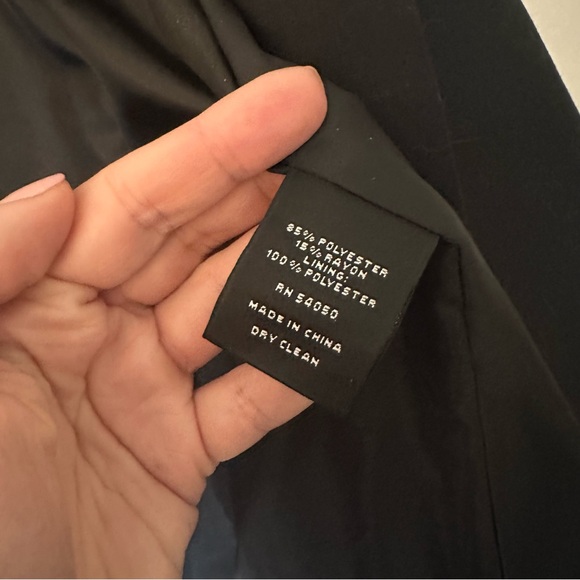 85% POLYESTER
15% RAYON
LINING:
100% POLYESTER
RN 54050
MADE IN CHINA
DRY CLEAN